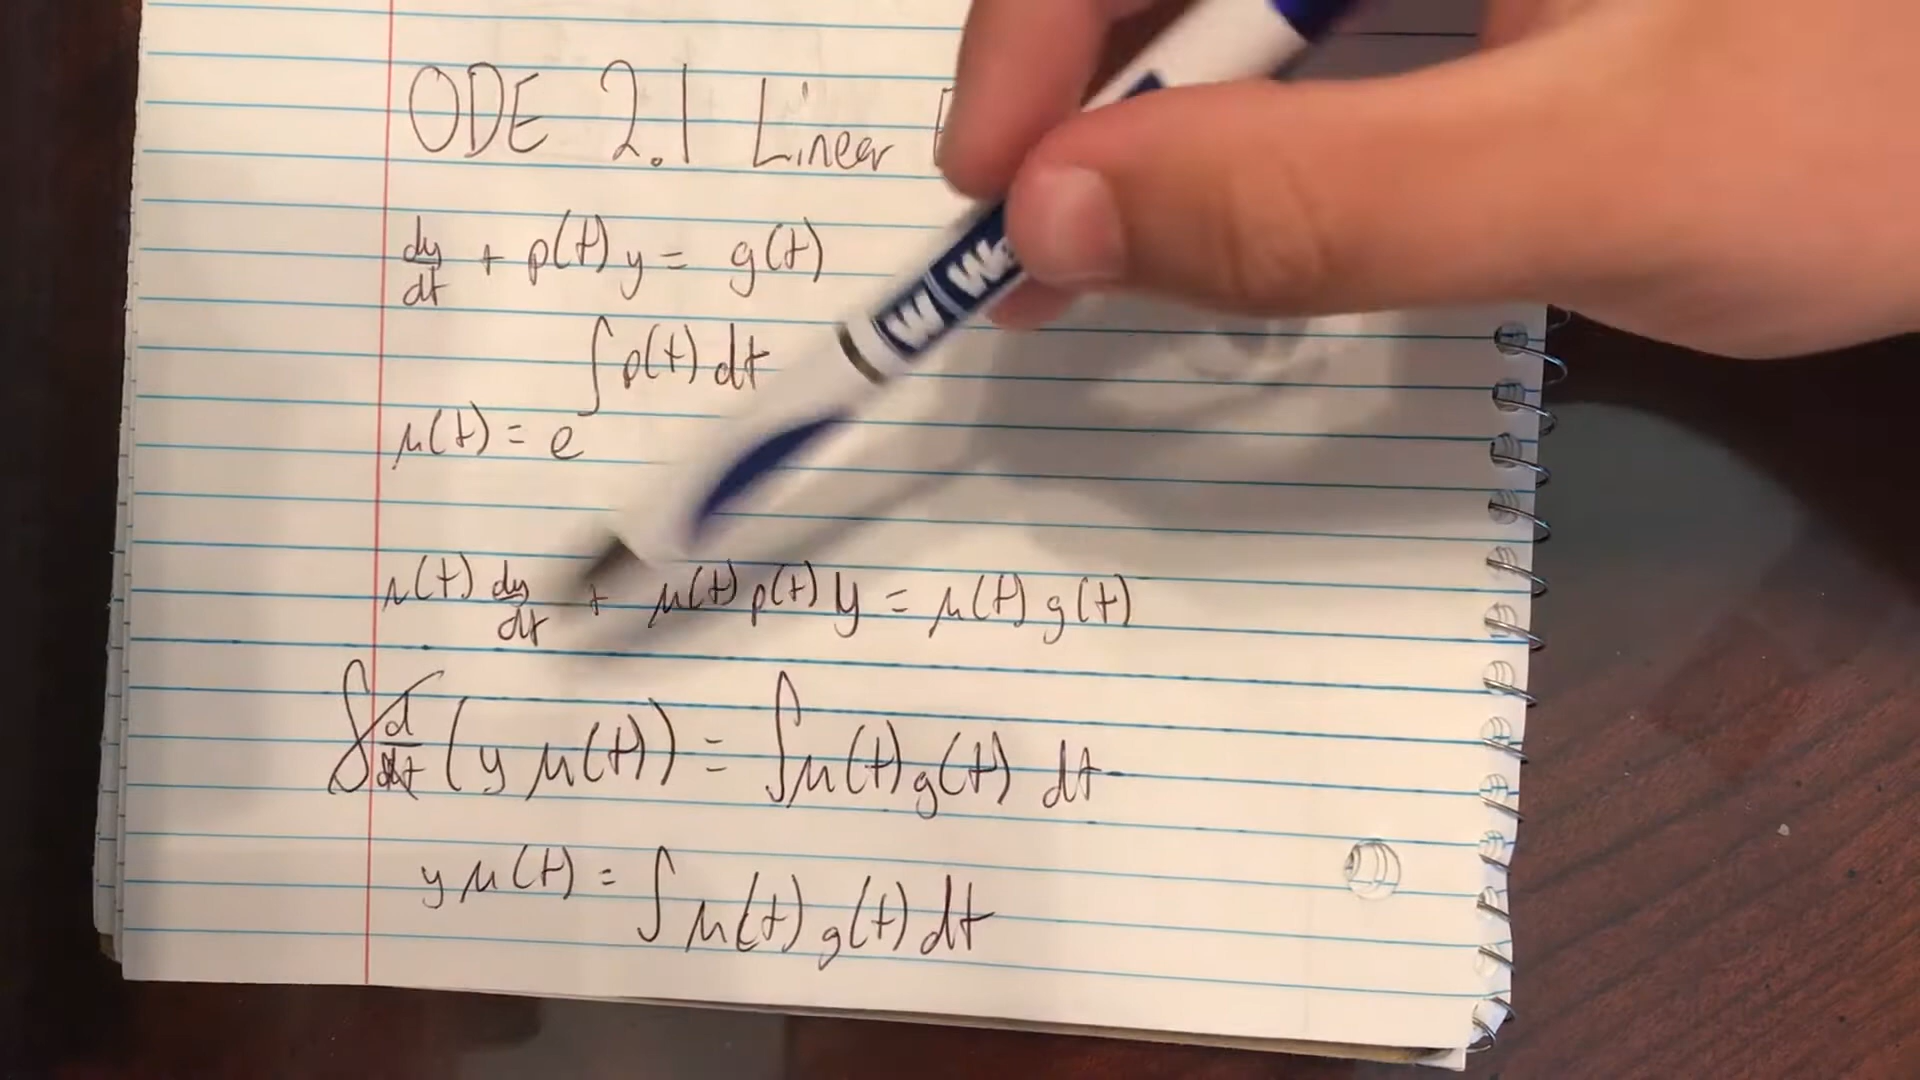 ODE 2.1 Linear
dy/dt + p(t) y = g(t)
μ(t) = e^∫p(t) dt
μ(t) dy/dt + μ(t) p(t) y = μ(t) g(t)
∫ d/dt (y μ(t)) = ∫μ(t) g(t) dt
y μ(t) = ∫ μ(t) g(t) dt
W